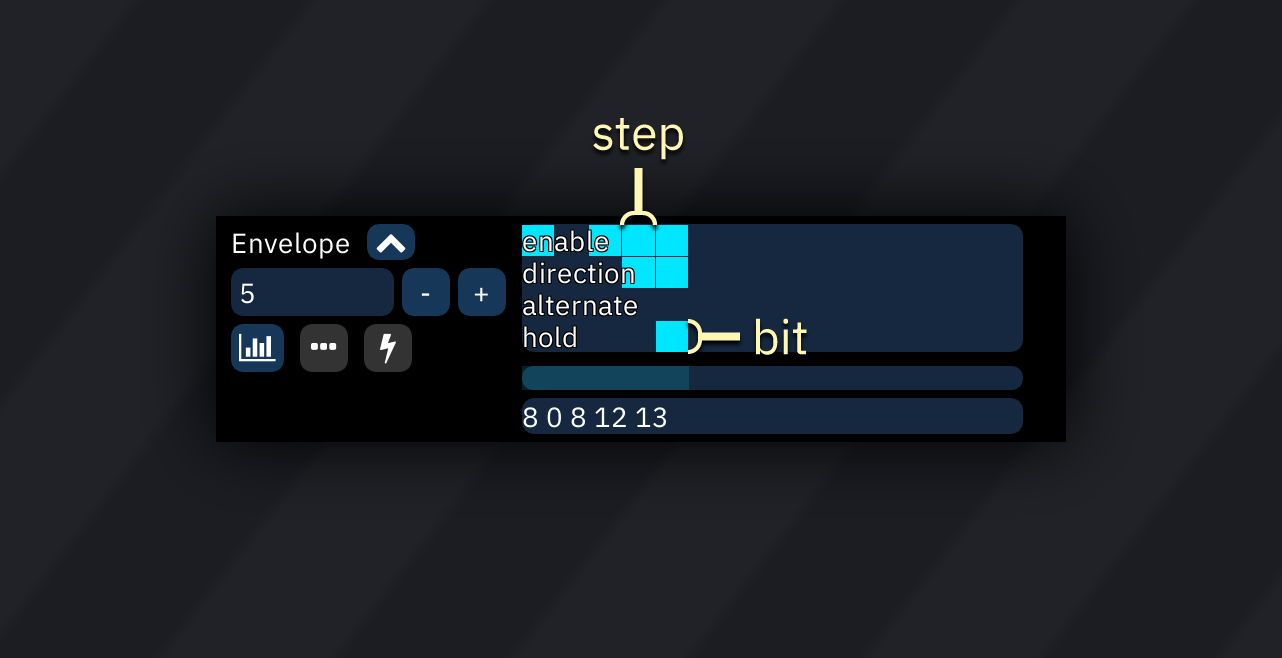 step
Envelope
5
-
+
enable
direction
alternate
hold
bit
8 0 8 12 13